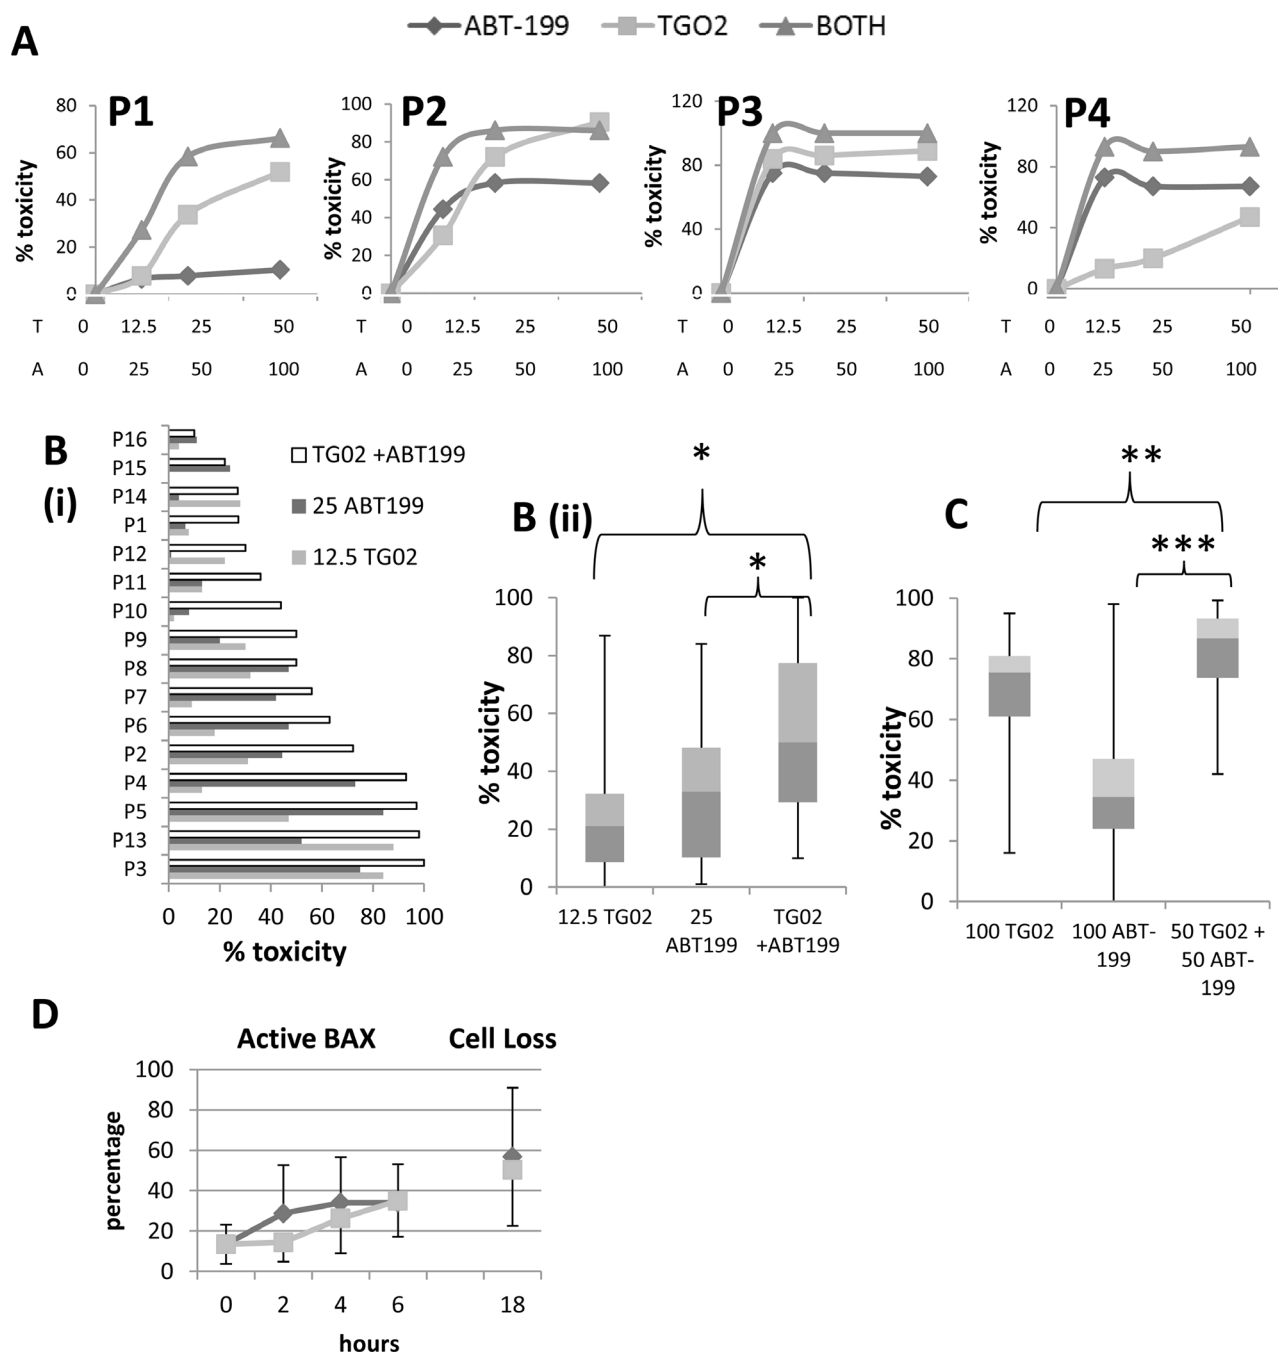 ABT-199 TGO2 BOTH
A
P1 P2 P3 P4
% toxicity
80
60
40
20
0
% toxicity
100
80
60
40
20
0
% toxicity
120
80
40
0
% toxicity
120
80
40
0
T 0 12.5 25 50 T 0 12.5 25 50 T 0 12.5 25 50 T 0 12.5 25 50
A 0 25 50 100 A 0 25 50 100 A 0 25 50 100 A 0 25 50 100
B
(i)
P16
P15
P14
P1
P12
P11
P10
P9
P8
P7
P6
P2
P4
P5
P13
P3
TG02 +ABT199
25 ABT199
12.5 TG02
0 20 40 60 80 100
% toxicity
B (ii)
*
*
% toxicity
100
80
60
40
20
0
12.5 TG02 25 TG02
ABT199 +ABT199
C
**
***
% toxicity
100
80
60
40
20
0
100 TG02 100 ABT- 50 TG02 +
199 50 ABT-
199
D
Active BAX Cell Loss
percentage
100
80
60
40
20
0
0 2 4 6 18
hours